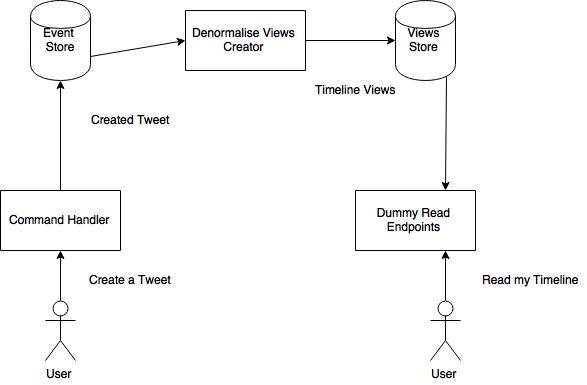 Event
Store
Denormalise Views
Creator
Views
Store
Timeline Views
Created Tweet
Command Handler
Dummy Read
Endpoints
Create a Tweet
Read my Timeline
User
User